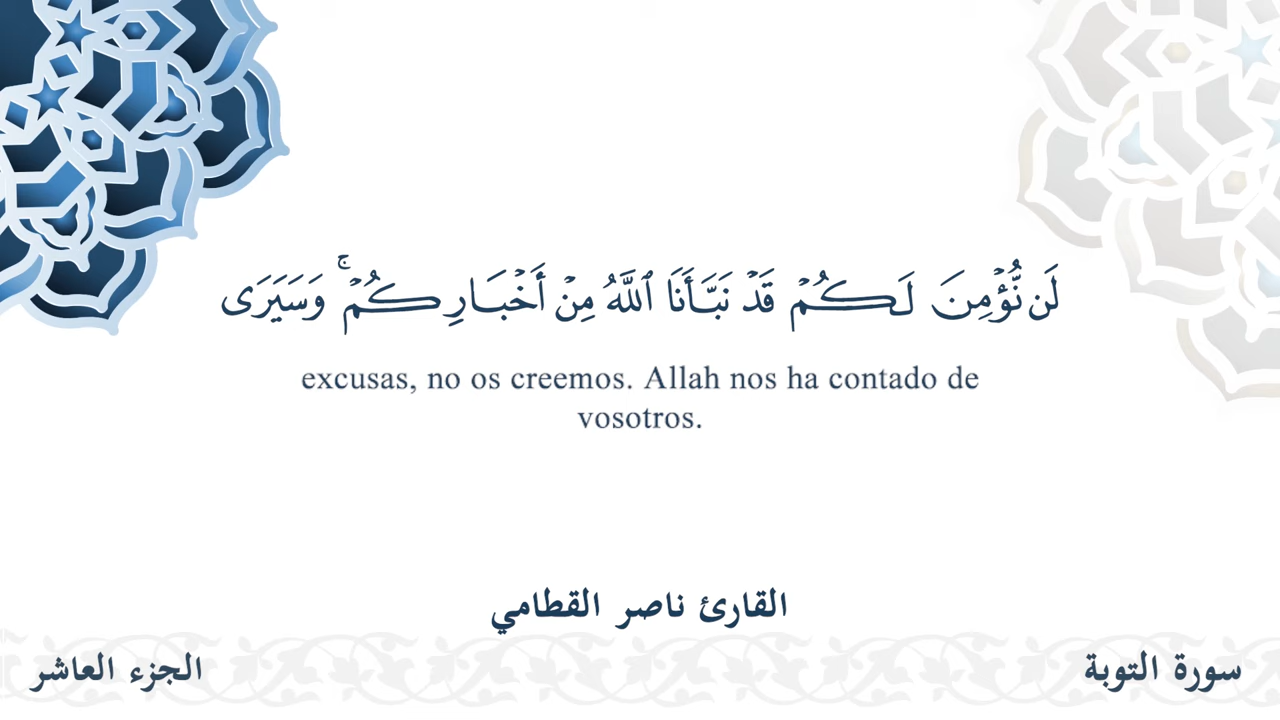 لَن نُّؤْمِنَ لَكُمْ قَدْ نَبَّأَنَا ٱللَّهُ مِنْ أَخْبَارِكُمْ ۚ وَسَيَرَى
excusas, no os creemos. Allah nos ha contado de
vosotros.
القارئ ناصر القطامي
سورة التوبة
الجزء العاشر